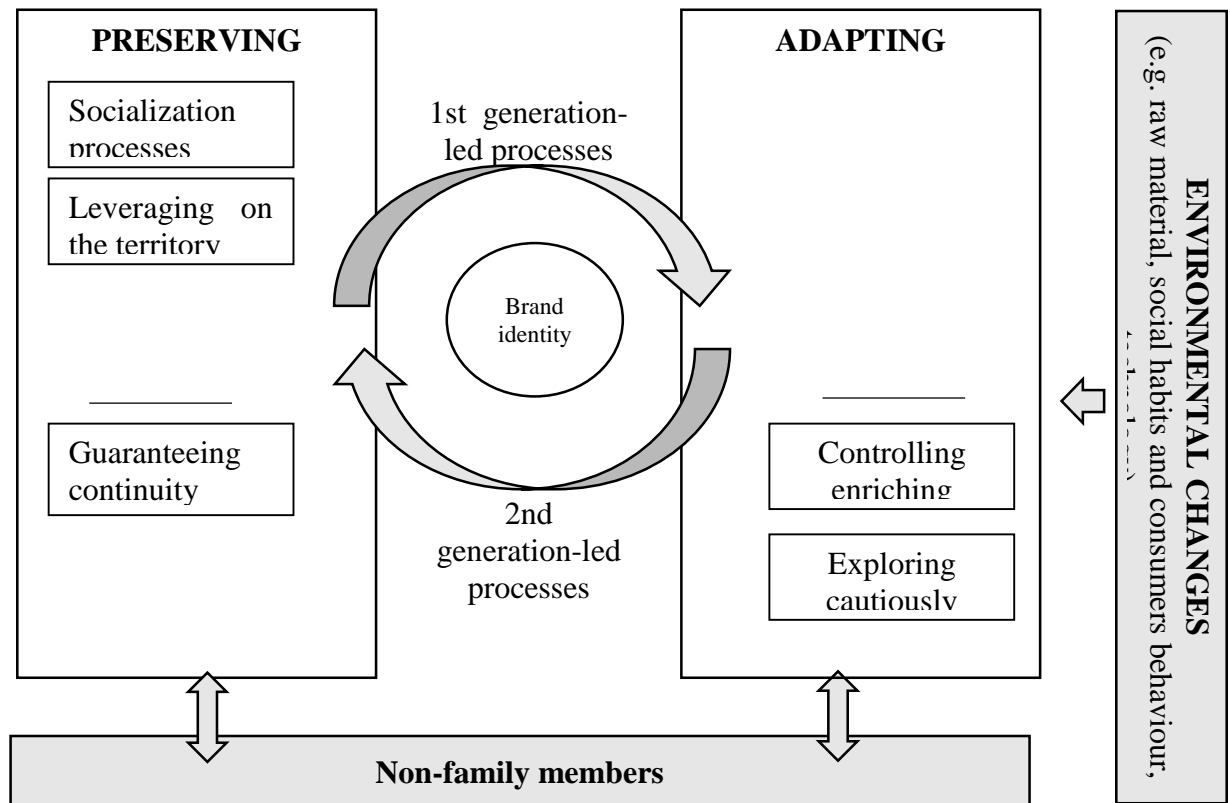 PRESERVING
Socialization
processes
Leveraging on
the territory
Guaranteeing
continuity
1st generation-
led processes
Brand
identity
2nd
generation-led
processes
ADAPTING
Controlling
enriching
Exploring
cautiously
ENVIRONMENTAL CHANGES
(e.g. raw material, social habits and consumers behaviour,
technology)
Non-family members